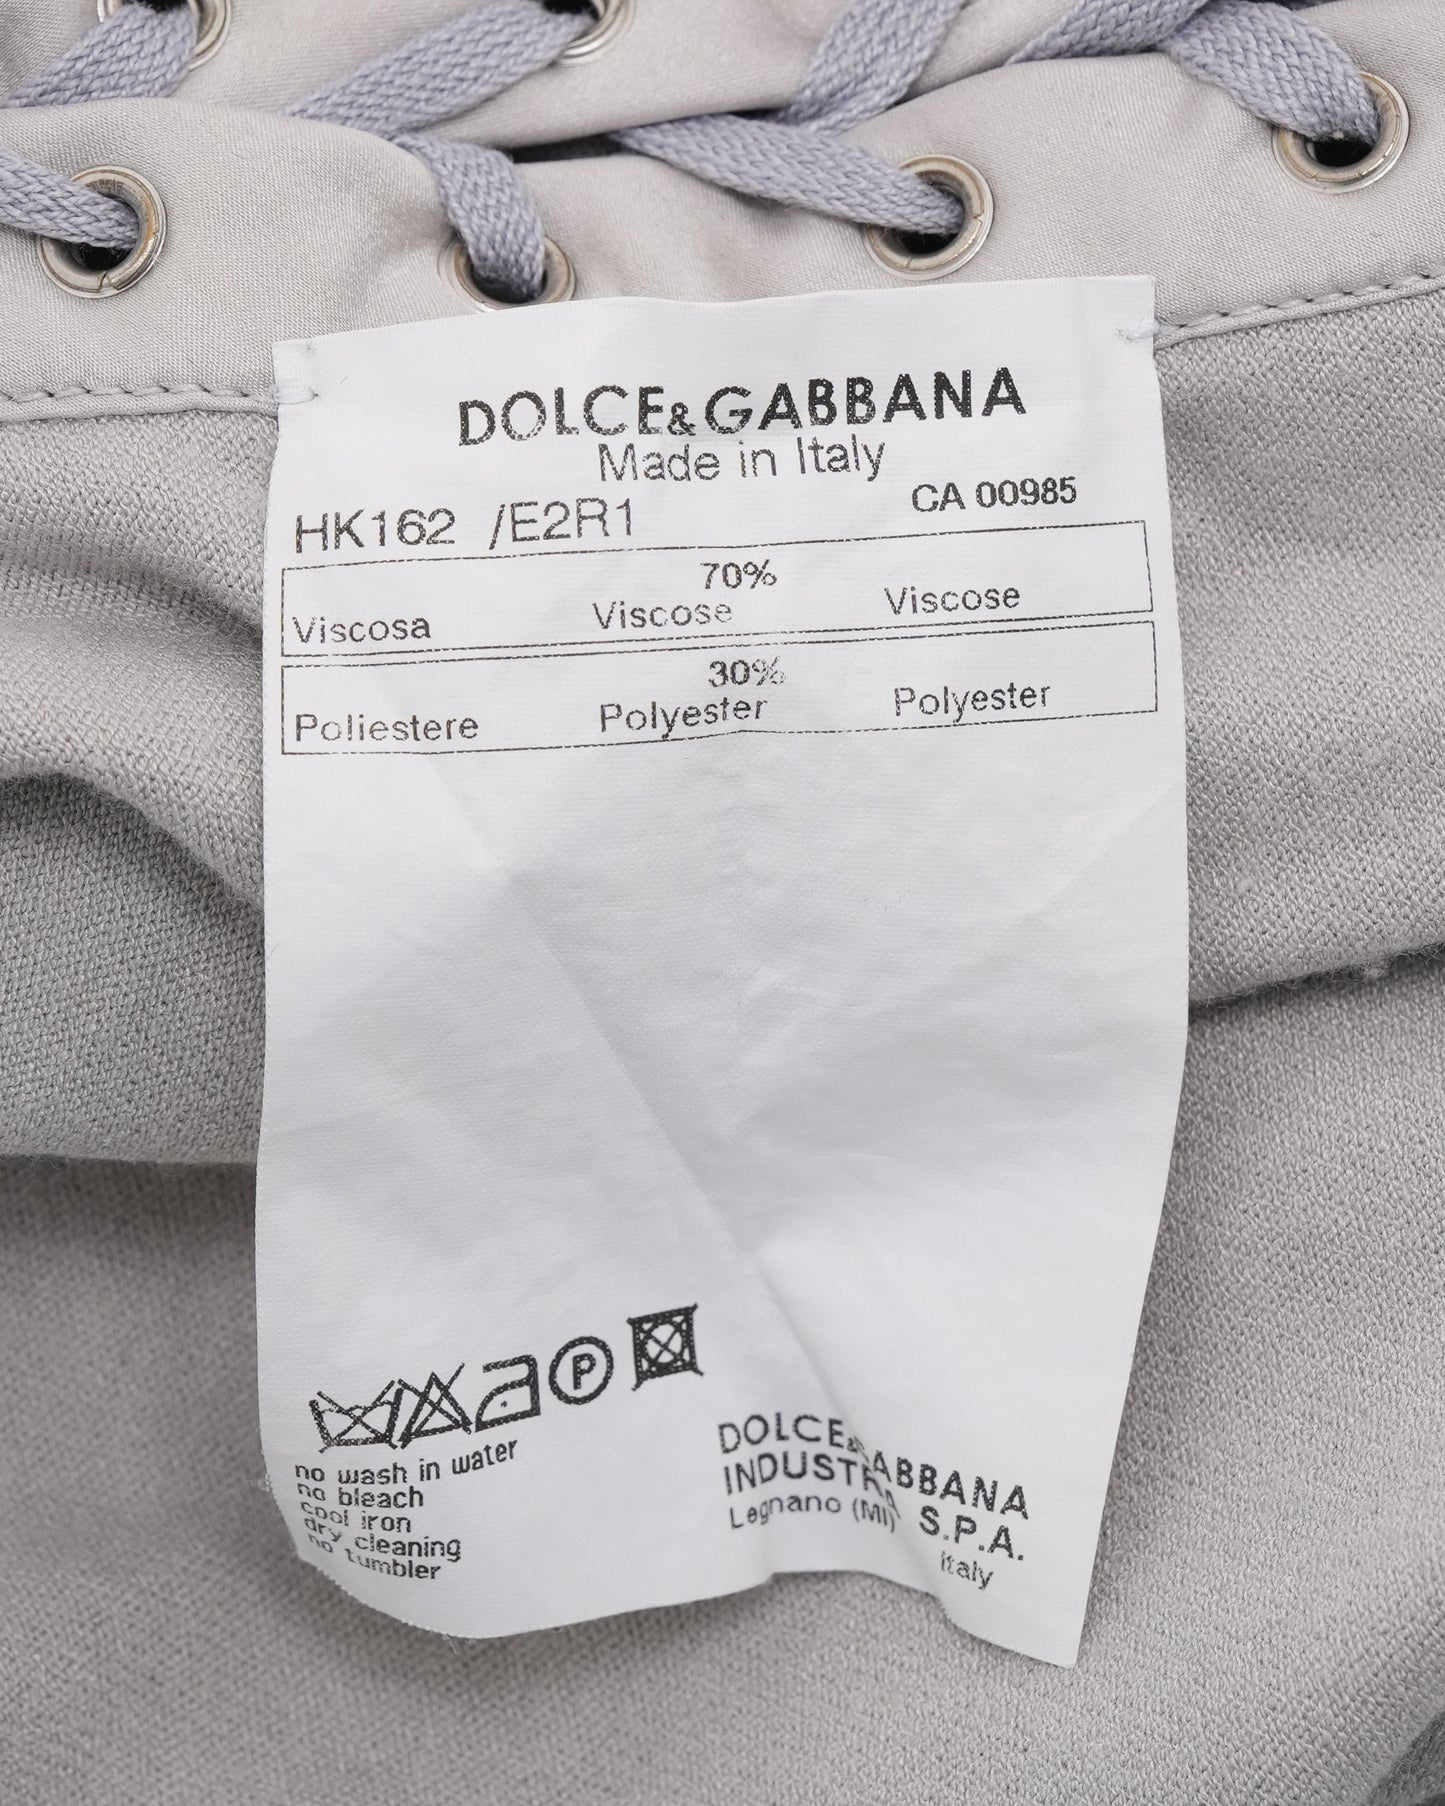 DOLCE&GABBANA
Made in Italy
HK162 /E2R1 CA 00985
70%
Viscosa Viscose Viscose
30%
Poliestere Polyester Polyester
P
no wash in water
no bleach
cool iron
dry cleaning
no tumbler
DOLCE&GABBANA
INDUSTRIA S.P.A.
Legnano (MI) Italy